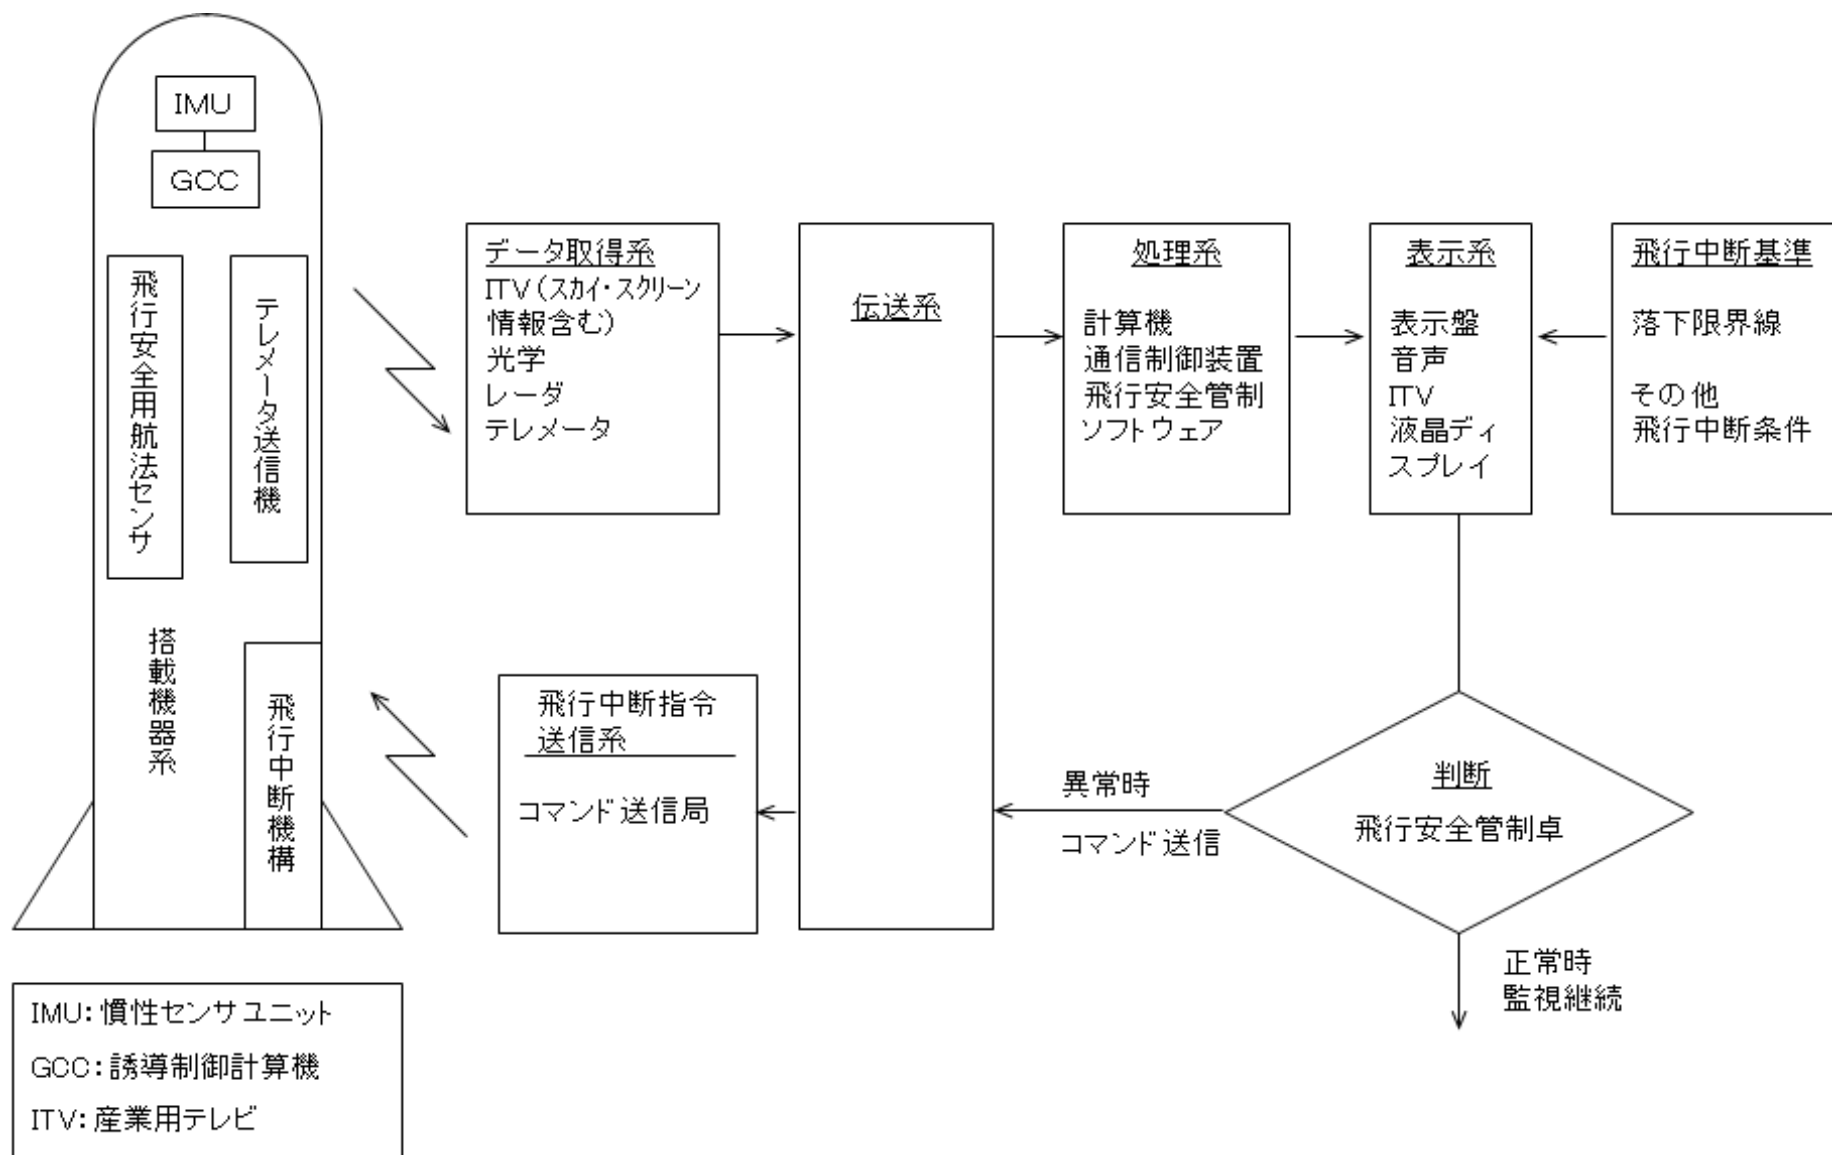 IMU
GCC
飛行安全用航法センサ
テレメータ送信機
搭載機器系
飛行中断機構
データ取得系
ITV(スカイ・スクリーン
情報含む)
光学
レーダ
テレメータ
伝送系
処理系
計算機
通信制御装置
飛行安全管制
ソフトウェア
表示系
表示盤
音声
ITV
液晶ディ
スプレイ
飛行中断基準
落下限界線
その他
飛行中断条件
飛行中断指令
送信系
コマンド送信局
異常時
コマンド送信
判断
飛行安全管制卓
正常時
監視継続
IMU:慣性センサユニット
GCC:誘導制御計算機
ITV:産業用テレビ